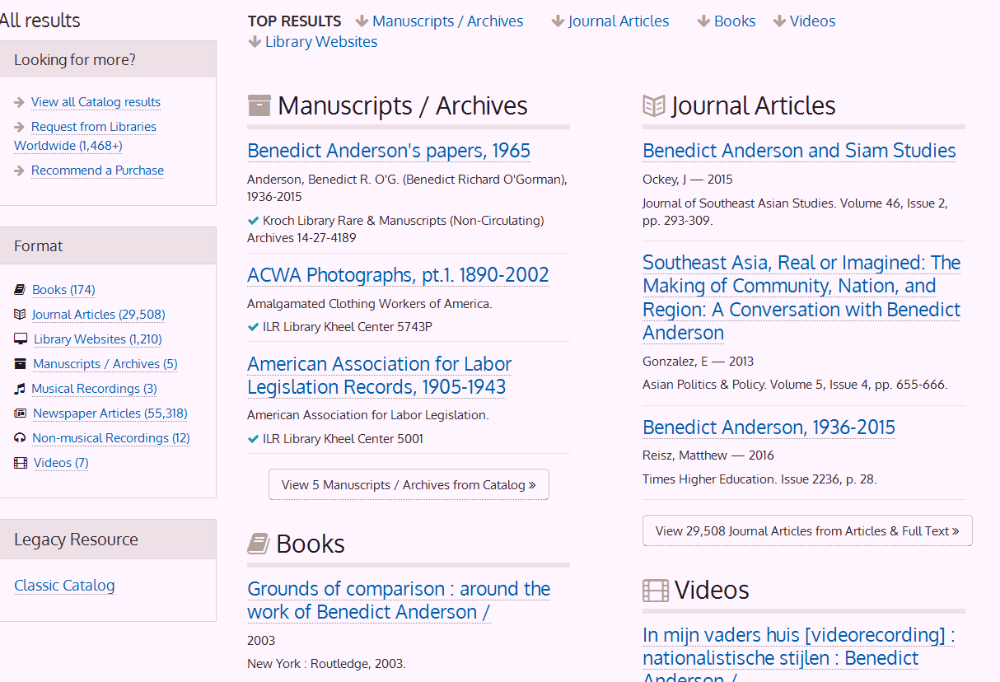 All results
Looking for more?
View all Catalog results
Request from Libraries
Worldwide (1,468+)
Recommend a Purchase
Format
Books (174)
Journal Articles (29,508)
Library Websites (1,210)
Manuscripts / Archives (5)
Musical Recordings (3)
Newspaper Articles (55,318)
Non-musical Recordings (12)
Videos (7)
Legacy Resource
Classic Catalog
TOP RESULTS Manuscripts / Archives Journal Articles Books Videos
Library Websites
Manuscripts / Archives
Benedict Anderson's papers, 1965
Anderson, Benedict R. O'G. (Benedict Richard O'Gorman),
1936-2015
Kroch Library Rare & Manuscripts (Non-Circulating)
Archives 14-27-4189
ACWA Photographs, pt.1. 1890-2002
Amalgamated Clothing Workers of America.
ILR Library Kheel Center 5743P
American Association for Labor
Legislation Records, 1905-1943
American Association for Labor Legislation.
ILR Library Kheel Center 5001
View 5 Manuscripts / Archives from Catalog »
Books
Grounds of comparison : around the
work of Benedict Anderson /
2003
New York : Routledge, 2003.
Journal Articles
Benedict Anderson and Siam Studies
Ockey, J — 2015
Journal of Southeast Asian Studies. Volume 46, Issue 2,
pp. 293-309.
Southeast Asia, Real or Imagined: The
Making of Community, Nation, and
Region: A Conversation with Benedict
Anderson
Gonzalez, E — 2013
Asian Politics & Policy. Volume 5, Issue 4, pp. 655-666.
Benedict Anderson, 1936-2015
Reisz, Matthew — 2016
Times Higher Education. Issue 2236, p. 28.
View 29,508 Journal Articles from Articles & Full Text »
Videos
In mijn vaders huis [videorecording] :
nationalistische stijlen : Benedict
Anderson /